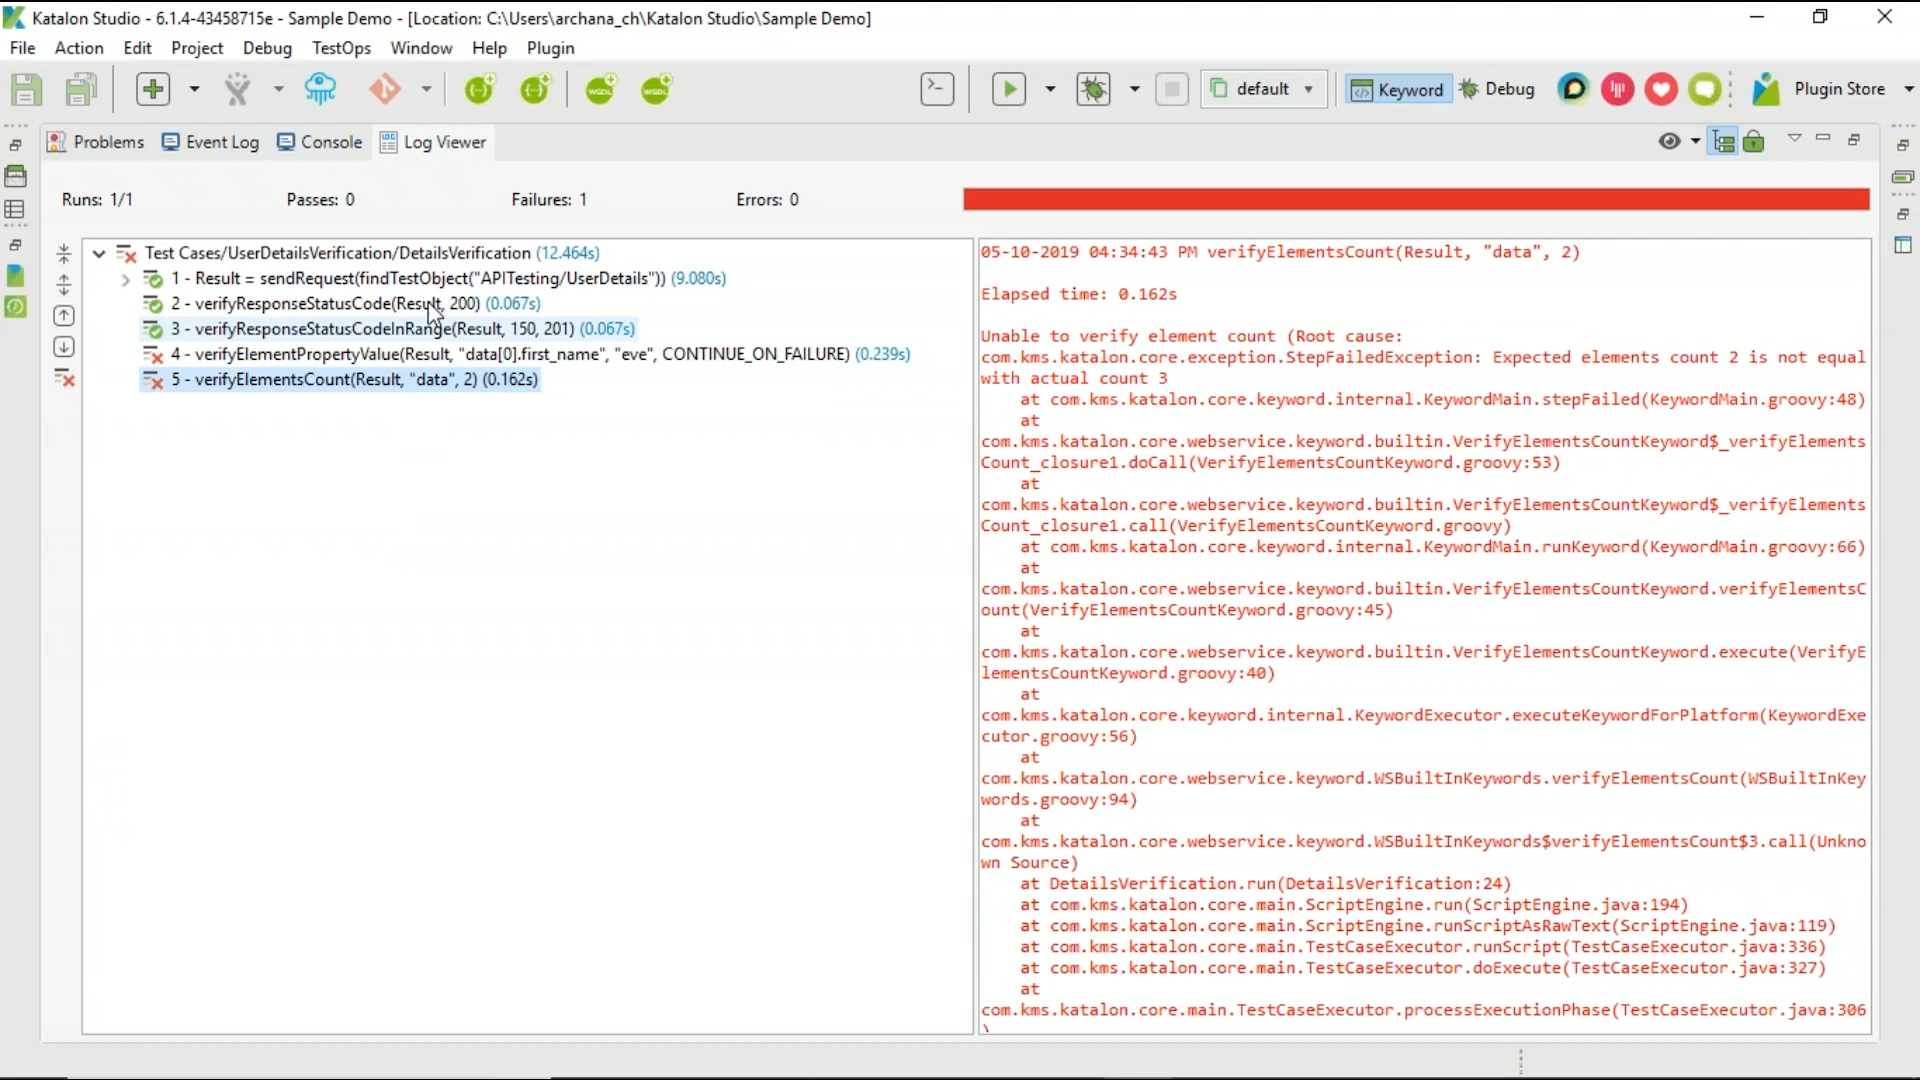 Katalon Studio - 6.1.4-43458715e - Sample Demo - [Location: C:\Users\archana_ch\Katalon Studio\Sample Demo]
File Action Edit Project Debug TestOps Window Help Plugin
default Keyword Debug Plugin Store
Problems Event Log Console Log Viewer
Runs: 1/1 Passes: 0 Failures: 1 Errors: 0
Test Cases/UserDetailsVerification/DetailsVerification (12.464s)
1 - Result = sendRequest(findTestObject("APITesting/UserDetails")) (9.080s)
2 - verifyResponseStatusCode(Result, 200) (0.067s)
3 - verifyResponseStatusCodeInRange(Result, 150, 201) (0.067s)
4 - verifyElementPropertyValue(Result, "data[0].first_name", "eve", CONTINUE_ON_FAILURE) (0.239s)
5 - verifyElementsCount(Result, "data", 2) (0.162s)
05-10-2019 04:34:43 PM verifyElementsCount(Result, "data", 2)
Elapsed time: 0.162s
Unable to verify element count (Root cause:
com.kms.katalon.core.exception.StepFailedException: Expected elements count 2 is not equal
with actual count 3
at com.kms.katalon.core.keyword.internal.KeywordMain.stepFailed(KeywordMain.groovy:48)
at
com.kms.katalon.core.webservice.keyword.builtin.VerifyElementsCountKeyword$_verifyElements
Count_closure1.doCall(VerifyElementsCountKeyword.groovy:53)
at
com.kms.katalon.core.webservice.keyword.builtin.VerifyElementsCountKeyword$_verifyElements
Count_closure1.call(VerifyElementsCountKeyword.groovy)
at com.kms.katalon.core.keyword.internal.KeywordMain.runKeyword(KeywordMain.groovy:66)
at
com.kms.katalon.core.webservice.keyword.builtin.VerifyElementsCountKeyword.verifyElementsC
ount(VerifyElementsCountKeyword.groovy:45)
at
com.kms.katalon.core.webservice.keyword.builtin.VerifyElementsCountKeyword.execute(VerifyE
lementsCountKeyword.groovy:40)
at
com.kms.katalon.core.keyword.internal.KeywordExecutor.executeKeywordForPlatform(KeywordExe
cutor.groovy:56)
at
com.kms.katalon.core.webservice.keyword.WSBuiltInKeywords.verifyElementsCount(WSBuiltInKey
words.groovy:94)
at
com.kms.katalon.core.webservice.keyword.WSBuiltInKeywords$verifyElementsCount$3.call(Unkno
wn Source)
at DetailsVerification.run(DetailsVerification:24)
at com.kms.katalon.core.main.ScriptEngine.run(ScriptEngine.java:194)
at com.kms.katalon.core.main.ScriptEngine.runScriptAsRawText(ScriptEngine.java:119)
at com.kms.katalon.core.main.TestCaseExecutor.runScript(TestCaseExecutor.java:336)
at com.kms.katalon.core.main.TestCaseExecutor.doExecute(TestCaseExecutor.java:327)
at
com.kms.katalon.core.main.TestCaseExecutor.processExecutionPhase(TestCaseExecutor.java:306